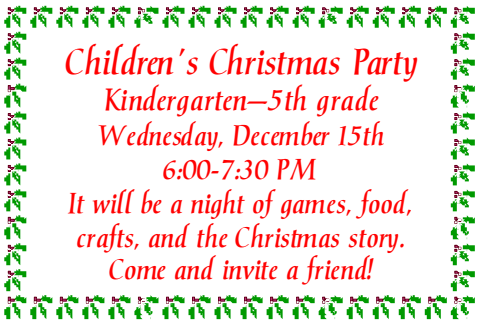 Children's Christmas Party
Kindergarten—5th grade
Wednesday, December 15th
6:00-7:30 PM
It will be a night of games, food,
crafts, and the Christmas story.
Come and invite a friend!